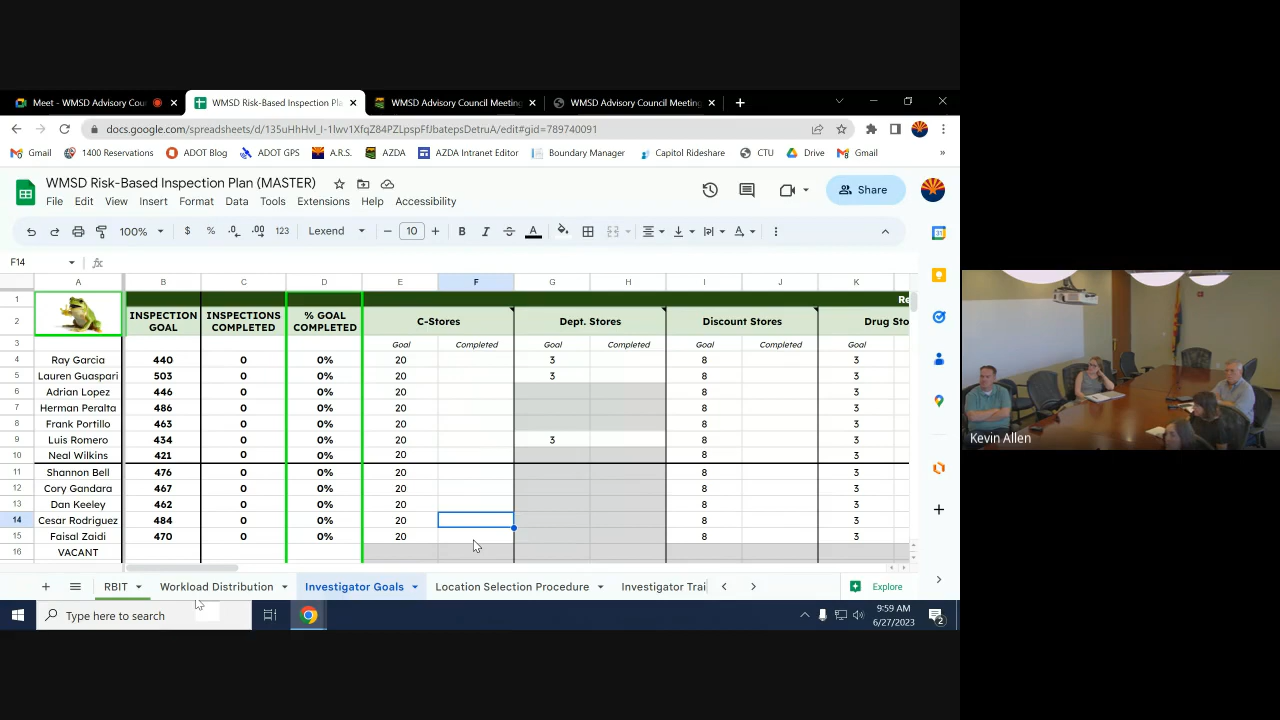 Meet - WMSD Advisory Cou
WMSD Risk-Based Inspection Pla
WMSD Advisory Council Meeting
WMSD Advisory Council Meeting
docs.google.com/spreadsheets/d/
/edit#gid=789740091
Gmail 1400 Reservations ADOT Blog ADOT GPS A.R.S. AZDA AZDA Intranet Editor Boundary Manager Capitol Rideshare CTU Drive Gmail »
WMSD Risk-Based Inspection Plan (MASTER)
Share
File Edit View Insert Format Data Tools Extensions Help Accessibility
100% $ % .0 .00 123 Lexend 10 B I A
F14 fx
A B C D E F G H I J K
1 Re
2 INSPECTION GOAL INSPECTIONS COMPLETED % GOAL COMPLETED C-Stores Dept. Stores Discount Stores Drug Sto
3 Goal Completed Goal Completed Goal Completed Goal
4 Ray Garcia 440 0 0% 20 3 8 3
5 Lauren Guaspari 503 0 0% 20 3 8 3
6 Adrian Lopez 446 0 0% 20 8 3
7 Herman Peralta 486 0 0% 20 8 3
8 Frank Portillo 463 0 0% 20 8 3
9 Luis Romero 434 0 0% 20 3 8 3
10 Neal Wilkins 421 0 0% 20 8 3
11 Shannon Bell 476 0 0% 20 8 3
12 Cory Gandara 467 0 0% 20 8 3
13 Dan Keeley 462 0 0% 20 8 3
14 Cesar Rodriguez 484 0 0% 20 8 3
15 Faisal Zaidi 470 0 0% 20 8 3
16 VACANT
RBIT Workload Distribution Investigator Goals Location Selection Procedure Investigator Trai Explore
Type here to search
9:59 AM
6/27/2023
2
Kevin Allen